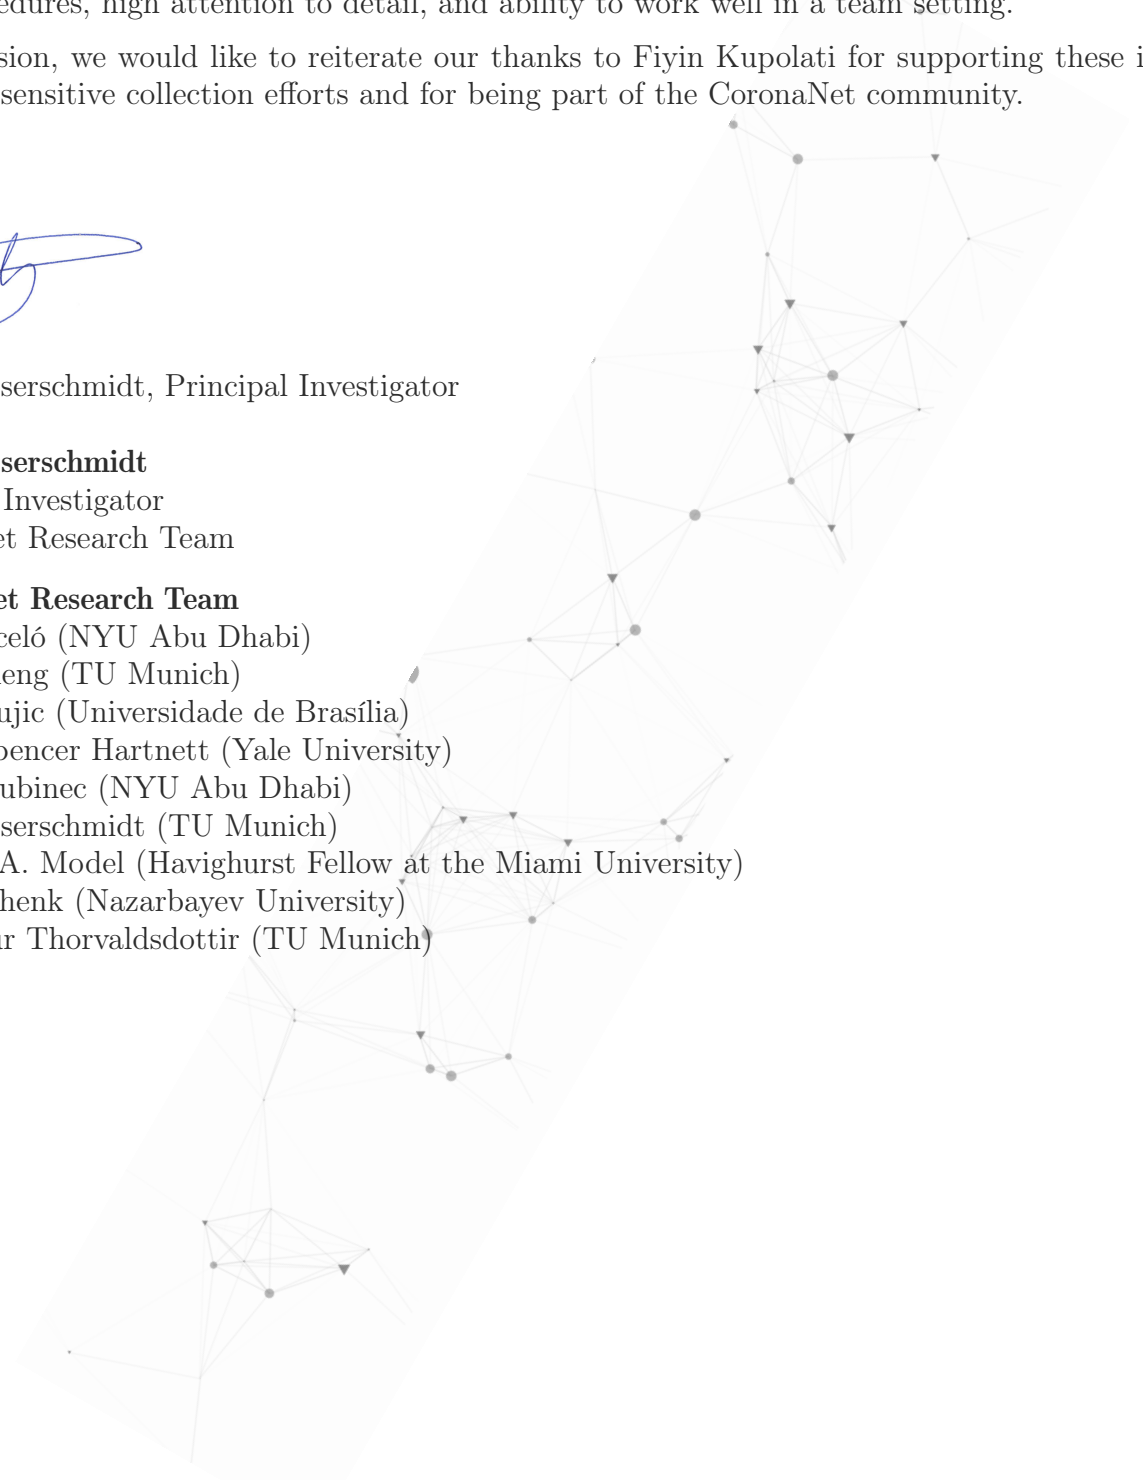 edures, high attention to detail, and ability to work well in a team setting.
sion, we would like to reiterate our thanks to Fiyin Kupolati for supporting these i
sensitive collection efforts and for being part of the CoronaNet community.
serschmidt, Principal Investigator
serschmidt
Investigator
et Research Team
et Research Team
celó (NYU Abu Dhabi)
eng (TU Munich)
ujic (Universidade de Brasília)
pencer Hartnett (Yale University)
ubinec (NYU Abu Dhabi)
serschmidt (TU Munich)
A. Model (Havighurst Fellow at the Miami University)
henk (Nazarbayev University)
ur Thorvaldsdottir (TU Munich)